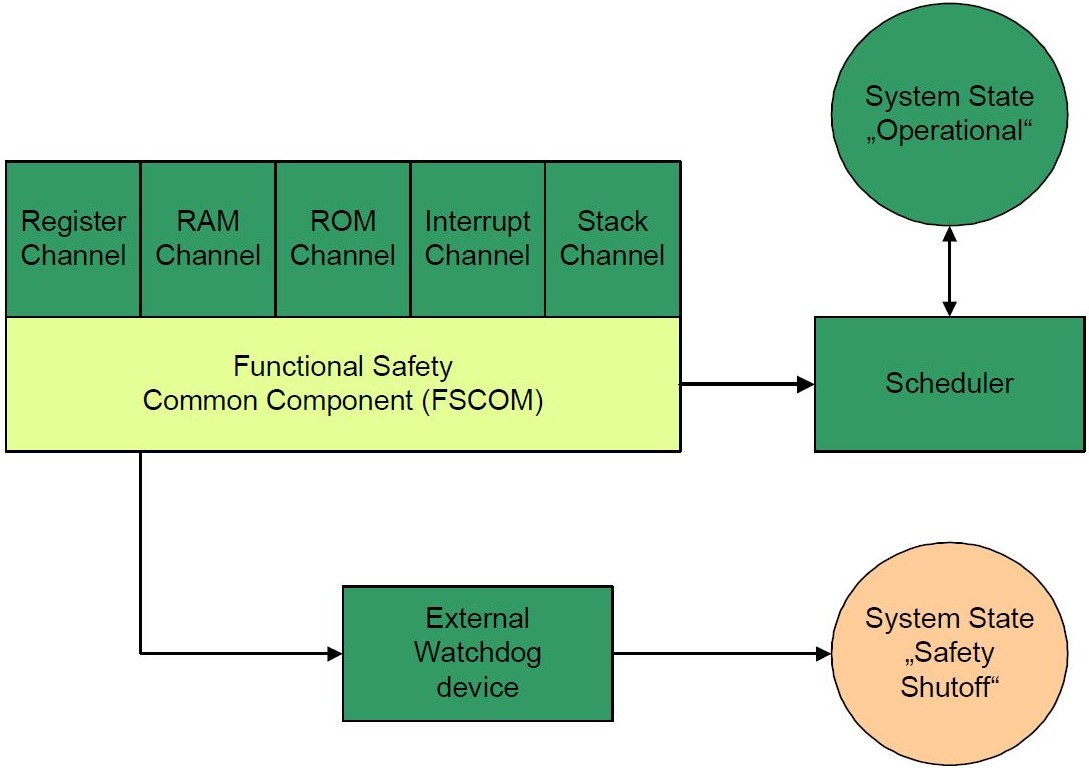 System State
„Operational“
Register
Channel
RAM
Channel
ROM
Channel
Interrupt
Channel
Stack
Channel
Functional Safety
Common Component (FSCOM)
Scheduler
External
Watchdog
device
System State
„Safety
Shutoff“